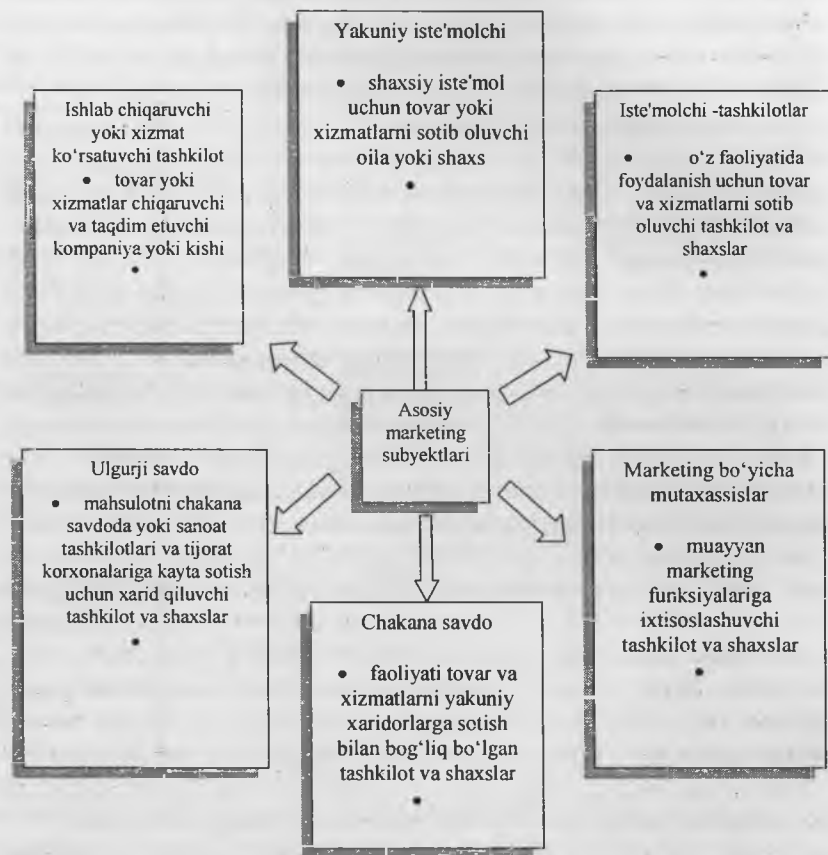 Yakuniy iste'molchi
• shaxsiy iste'mol
uchun tovar yoki
xizmatlarni sotib oluvchi
oila yoki shaxs
•
Ishlab chiqaruvchi
yoki xizmat
ko‘rsatuvchi tashkilot
• tovar yoki
xizmatlar chiqaruvchi
va taqdim etuvchi
kompaniya yoki kishi
•
Iste'molchi -tashkilotlar
• o‘z faoliyatida
foydalanish uchun tovar
va xizmatlarni sotib
oluvchi tashkilot va
shaxslar
•
Asosiy
marketing
subyektlari
Ulgurji savdo
• mahsulotni chakana
savdoda yoki sanoat
tashkilotlari va tijorat
korxonalariga kayta sotish
uchun xarid qiluvchi
tashkilot va shaxslar
•
Marketing bo‘yicha
mutaxassislar
• muayyan
marketing
funksiyalariga
ixtisoslashuvchi
tashkilot va shaxslar
•
Chakana savdo
• faoliyati tovar va
xizmatlarni yakuniy
xaridorlarga sotish
bilan bog‘liq bo‘lgan
tashkilot va shaxslar
•